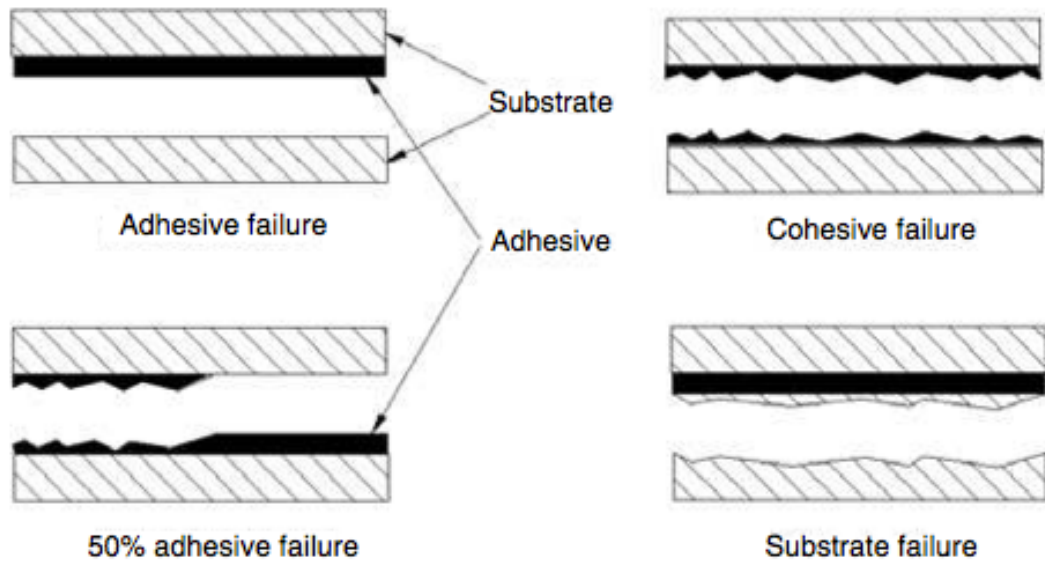 Substrate
Adhesive failure
Cohesive failure
Adhesive
50% adhesive failure
Substrate failure